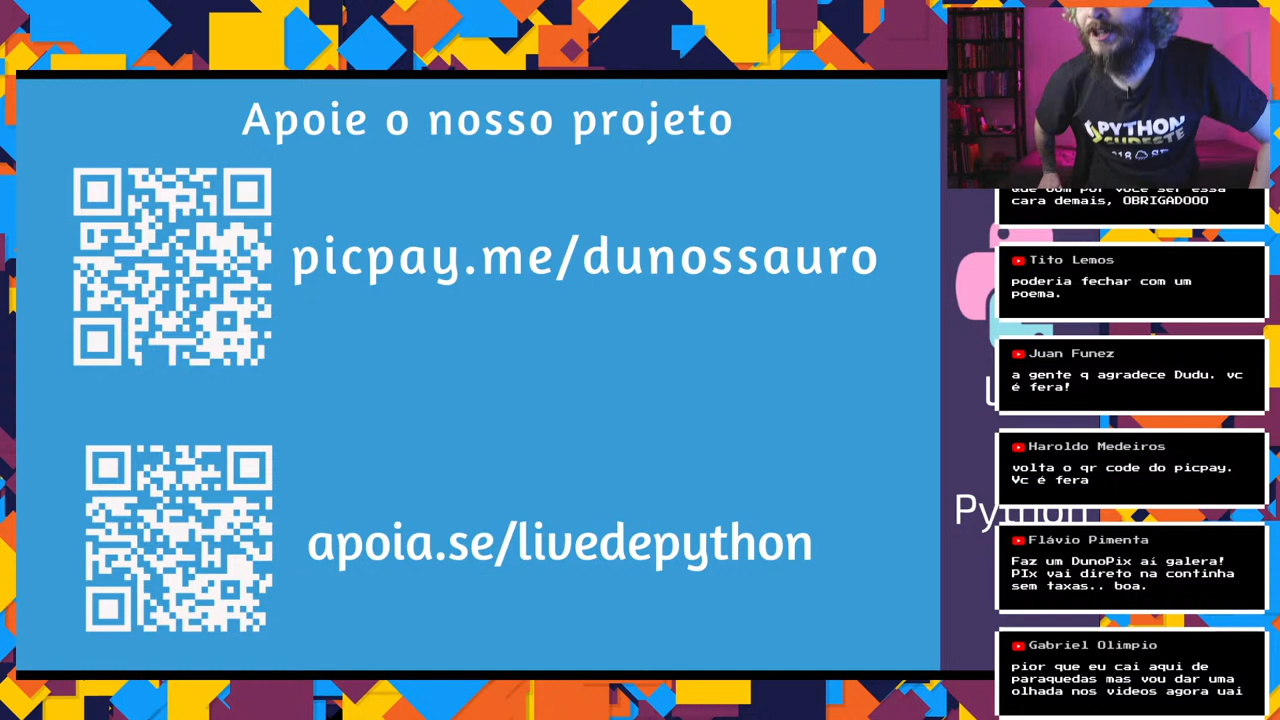 Apoie o nosso projeto
picpay.me/dunossauro
apoia.se/livedepython
PYTHON
SUDESTE
cara demais, OBRIGADOOO
Tito Lemos
poderia fechar com um
poema.
Juan Funez
a gente q agradece Dudu. vc
é fera!
Haroldo Medeiros
volta o qr code do picpay.
Vc é fera
Python
Flávio Pimenta
Faz um DunoPix aí galera!
PIx vai direto na continha
sem taxas.. boa.
Gabriel Olimpio
pior que eu cai aqui de
paraquedas mas vou dar uma
olhada nos videos agora uai